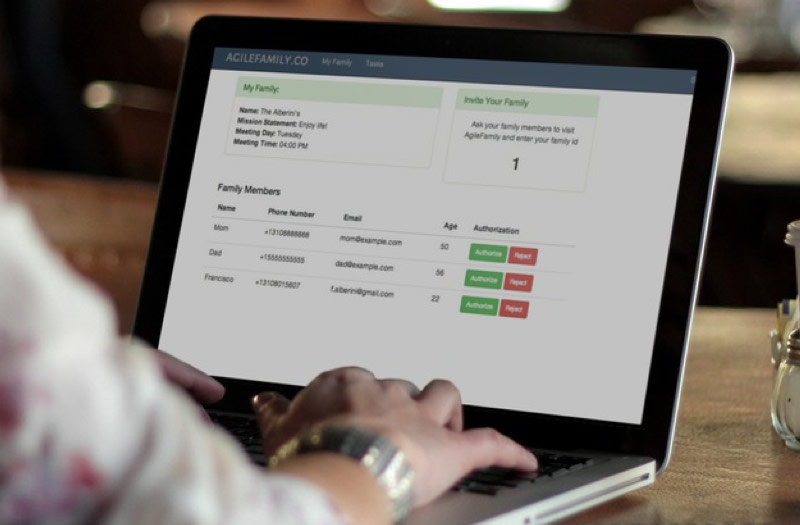 AGILEFAMILY.CO My Family Tasks
My Family:
Name: The Alberini's
Mission Statement: Enjoy life!
Meeting Day: Tuesday
Meeting Time: 04:00 PM
Invite Your Family
Ask your family members to visit
AgileFamily and enter your family id
1
Family Members
Name Phone Number Email Age Authorization
Mom +13108888888 mom@example.com 50 Authorize Reject
Dad +15555555555 dad@example.com 56 Authorize Reject
Francisco +13108015607 f.alberini@gmail.com 22 Authorize Reject